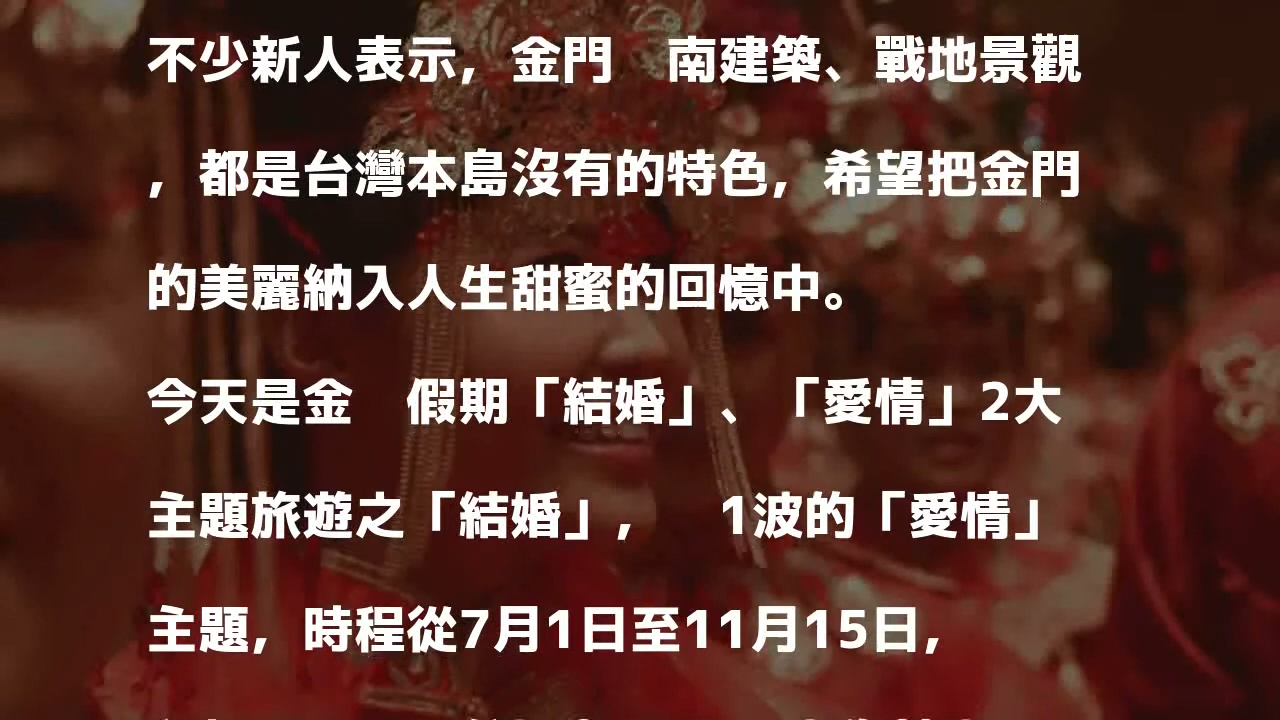 不少新人表示，金門　南建築、戰地景觀
，都是台灣本島沒有的特色，希望把金門
的美麗納入人生甜蜜的回憶中。
今天是金　假期「結婚」、「愛情」2大
主題旅遊之「結婚」，　1波的「愛情」
主題，時程從7月1日至11月15日，